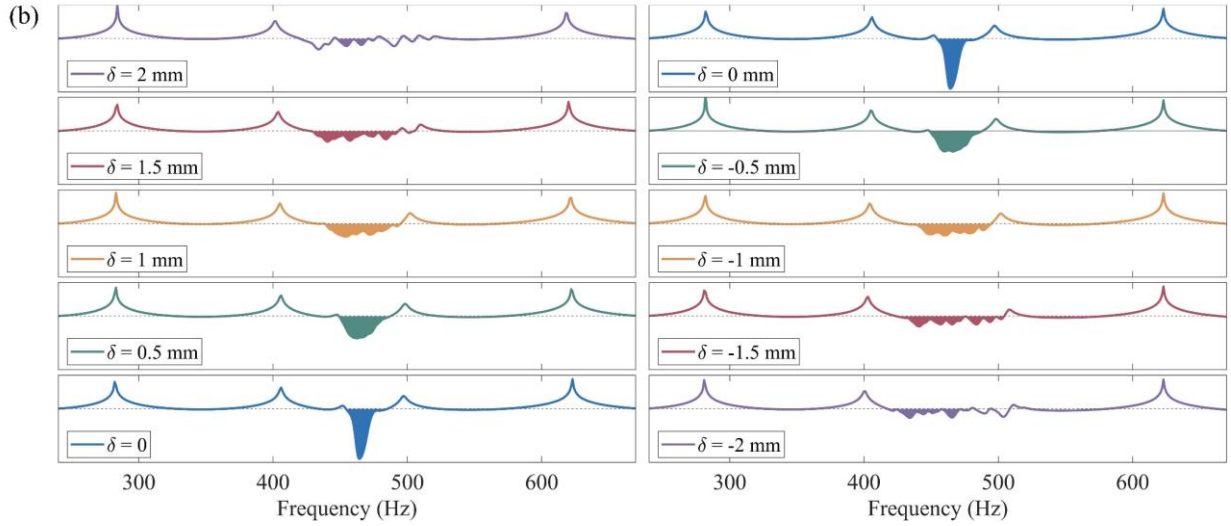 (b)
δ = 2 mm
δ = 1.5 mm
δ = 1 mm
δ = 0.5 mm
δ = 0
300 400 500 600
Frequency (Hz)
δ = 0 mm
δ = -0.5 mm
δ = -1 mm
δ = -1.5 mm
δ = -2 mm
300 400 500 600
Frequency (Hz)